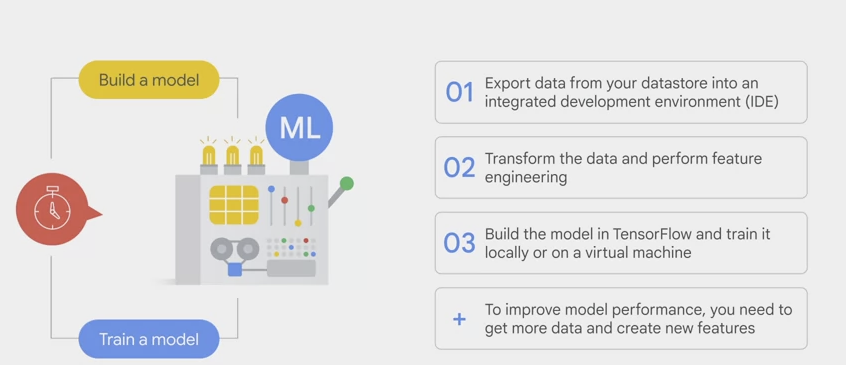 Build a model
ML
Train a model
01
Export data from your datastore into an
integrated development environment (IDE)
02
Transform the data and perform feature
engineering
03
Build the model in TensorFlow and train it
locally or on a virtual machine
+
To improve model performance, you need to
get more data and create new features